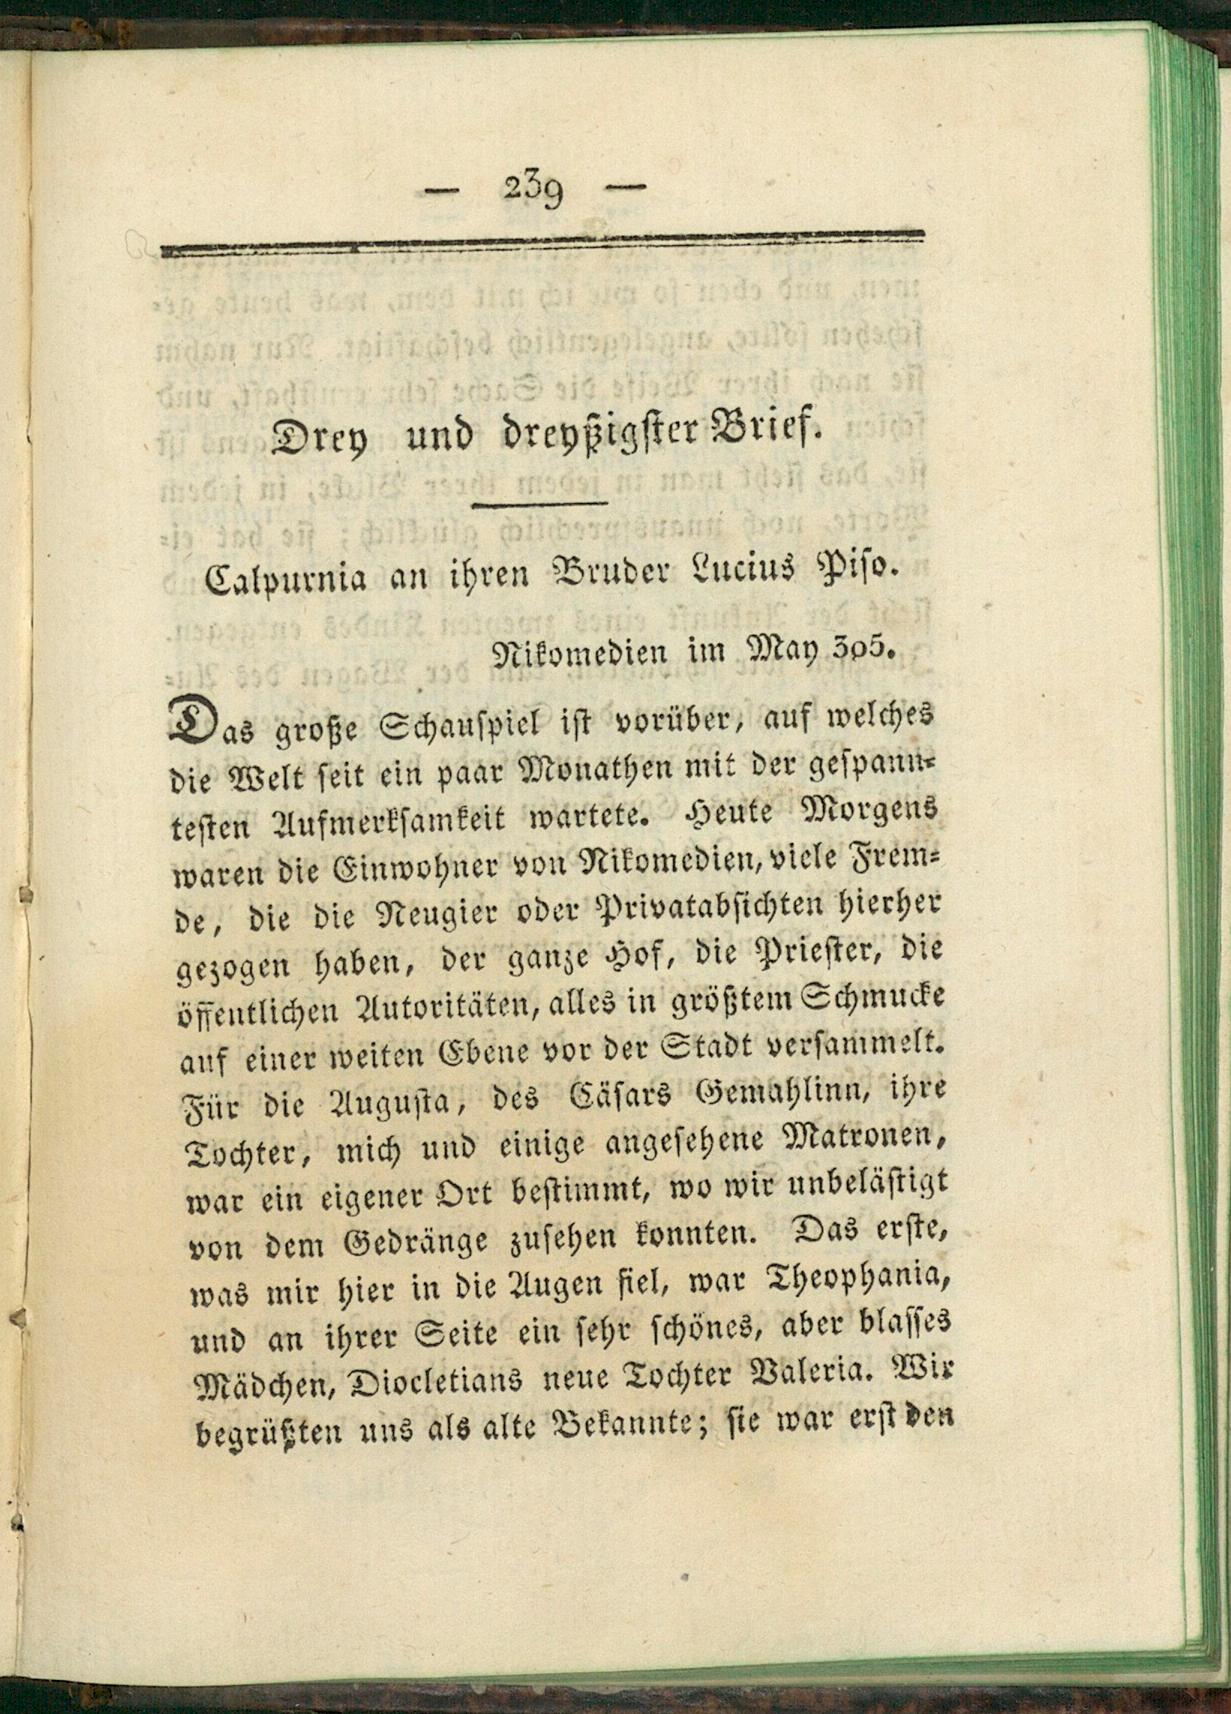 — 239 —
Drey und dreyßigster Brief.
Calpurnia an ihren Bruder Lucius Piso.
Nikomedien im May 305.
Das große Schauspiel ist vorüber, auf welches
die Welt seit ein paar Monathen mit der gespann-
testen Aufmerksamkeit wartete. Heute Morgens
waren die Einwohner von Nikomedien, viele Frem-
de, die die Neugier oder Privatabsichten hierher
gezogen haben, der ganze Hof, die Priester, die
öffentlichen Autoritäten, alles in größtem Schmucke
auf einer weiten Ebene vor der Stadt versammelt.
Für die Augusta, des Cäsars Gemahlinn, ihre
Tochter, mich und einige angesehene Matronen,
war ein eigener Ort bestimmt, wo wir unbelästigt
von dem Gedränge zusehen konnten. Das erste,
was mir hier in die Augen fiel, war Theophania,
und an ihrer Seite ein sehr schönes, aber blasses
Mädchen, Diocletians neue Tochter Valeria. Wir
begrüßten uns als alte Bekannte; sie war erst den